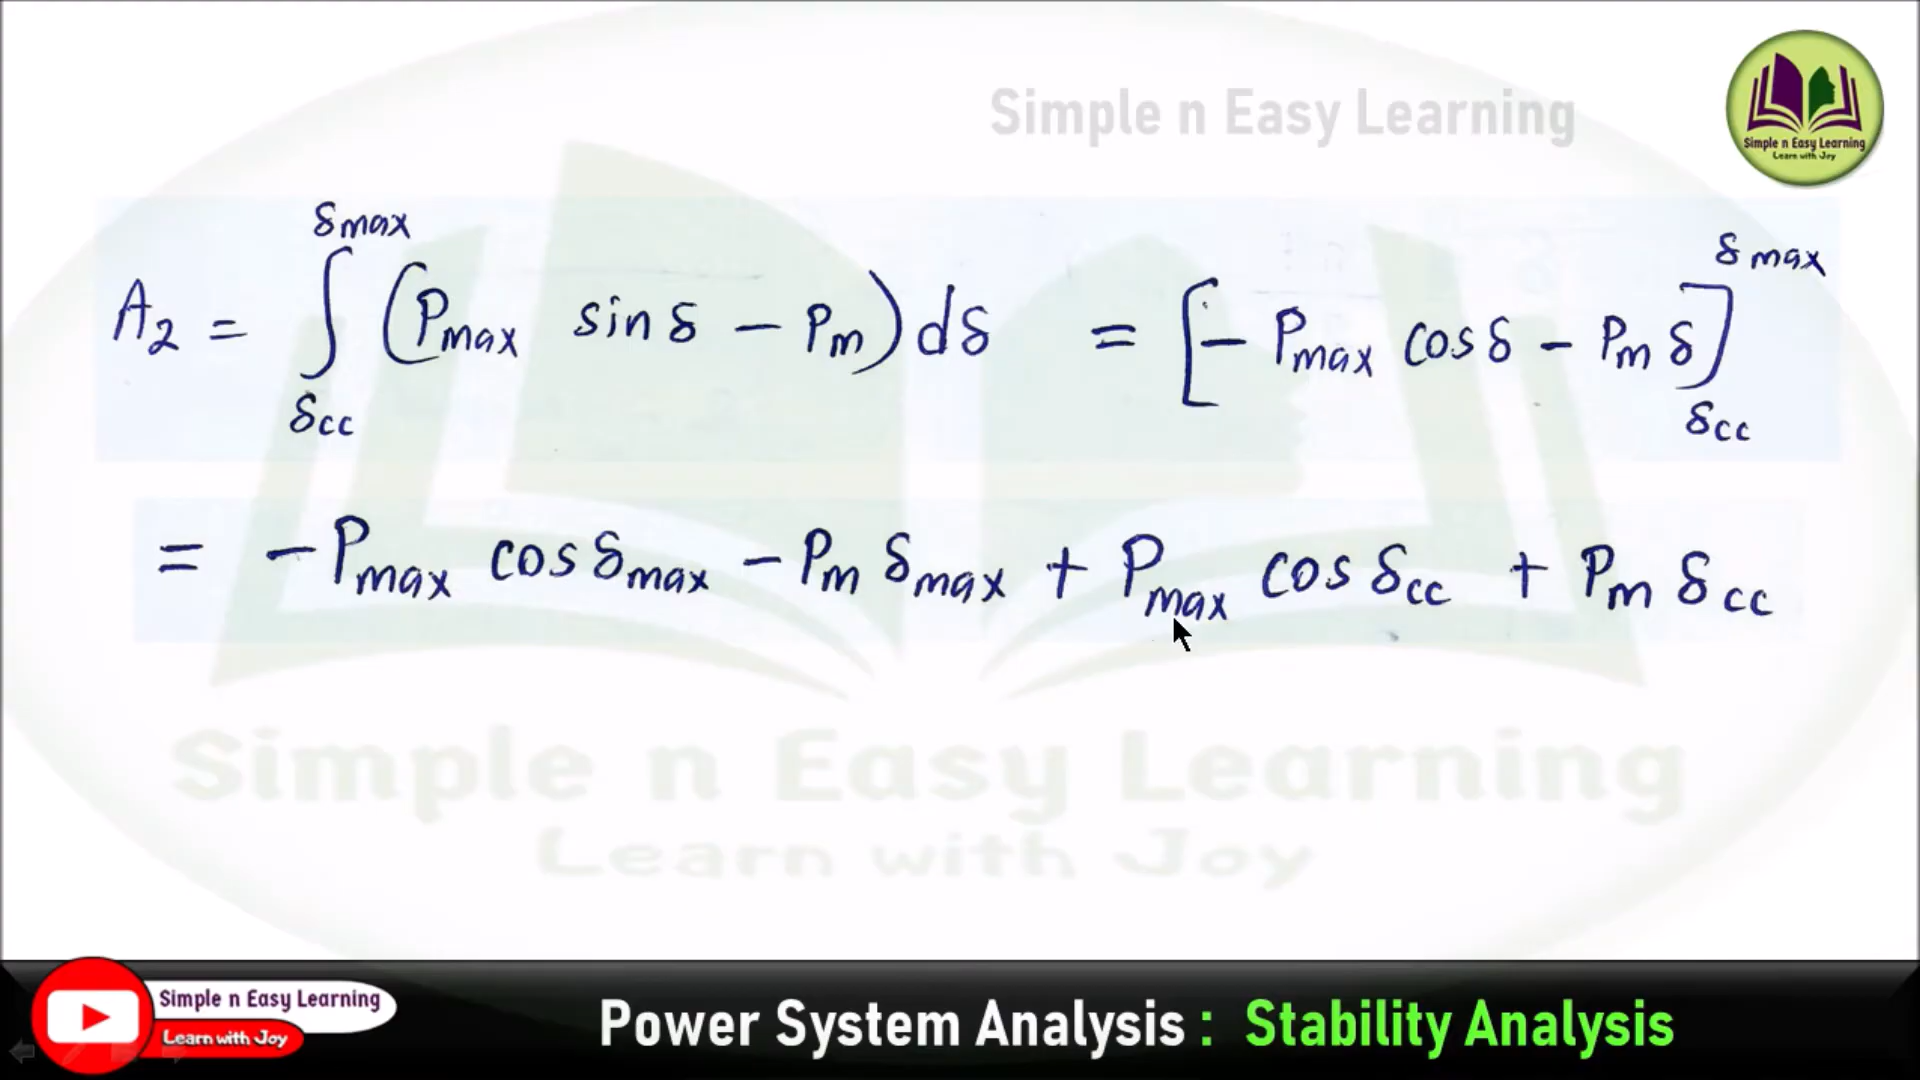 Simple n Easy Learning
Simple n Easy Learning
Learn with Joy
A₂ = ∫_{δcc}^{δmax} (Pmax sin δ − Pm) dδ = [− Pmax cos δ − Pm δ]_{δcc}^{δmax}
= − Pmax cos δmax − Pm δmax + Pmax cos δcc + Pm δcc
Simple n Easy Learning
Learn with Joy
Simple n Easy Learning
Learn with Joy
Power System Analysis : Stability Analysis